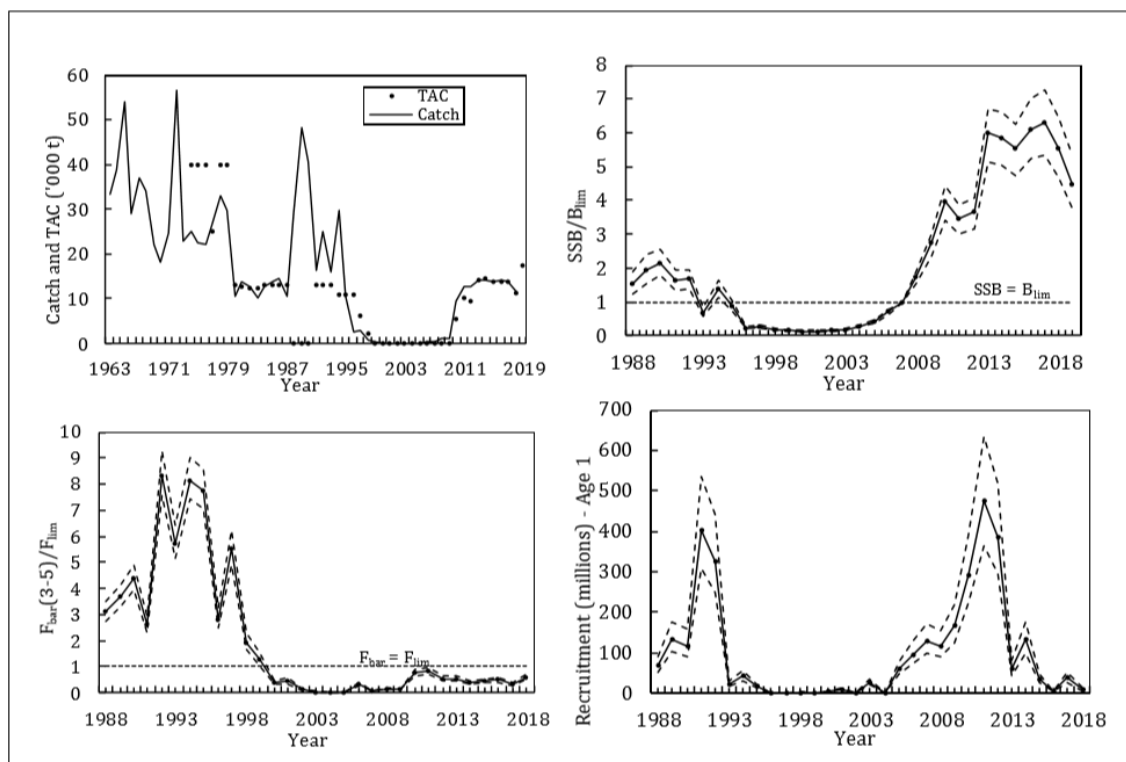 60
50
40
30
20
10
0
Catch and TAC ('000 t)
TAC
Catch
1963 1971 1979 1987 1995 2003 2011 2019
Year
8
7
6
5
4
3
2
1
0
SSB/Blim
SSB = Blim
1988 1993 1998 2003 2008 2013 2018
Year
10
9
8
7
6
5
4
3
2
1
0
Fbar(3-5)/Flim
Fbar = Flim
1988 1993 1998 2003 2008 2013 2018
Year
700
600
500
400
300
200
100
0
Recruitment (millions) - Age 1
1988 1993 1998 2003 2008 2013 2018
Year